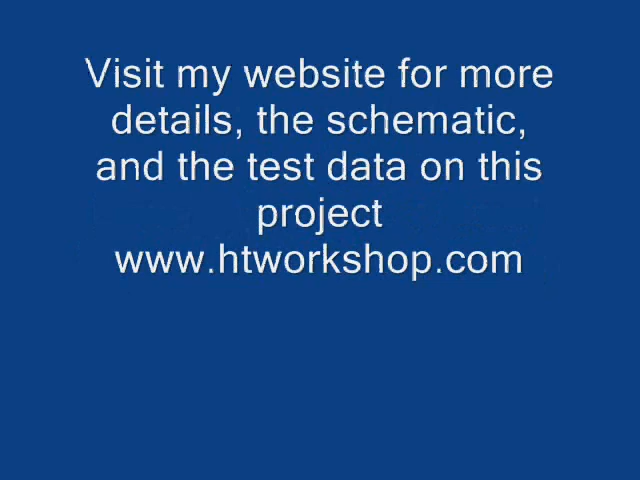 Visit my website for more
details, the schematic,
and the test data on this
project
www.htworkshop.com